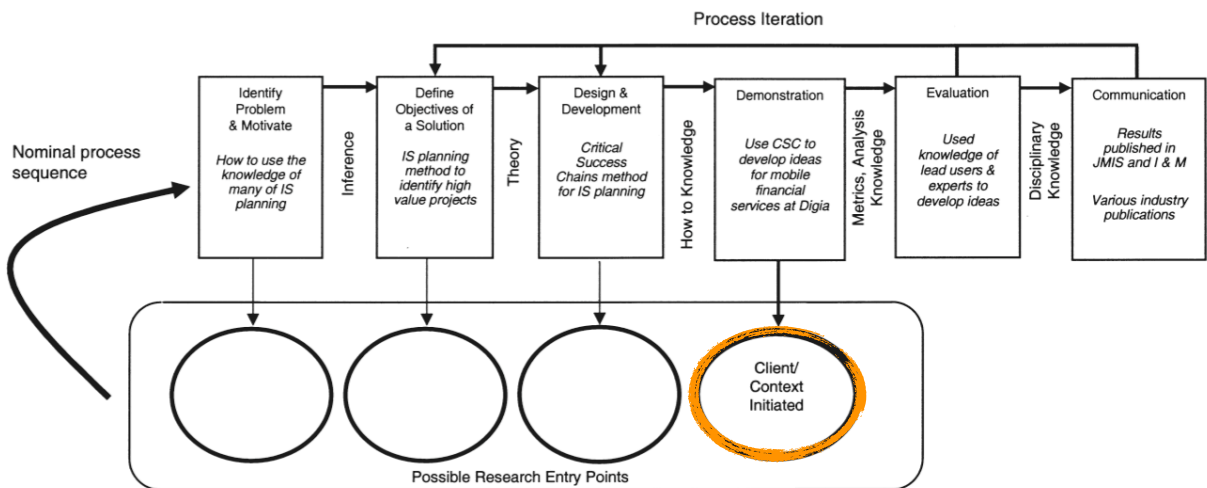 Process Iteration
Nominal process
sequence
Identify
Problem
& Motivate
How to use the
knowledge of
many of IS
planning
Inference
Define
Objectives of
a Solution
IS planning
method to
identify high
value projects
Theory
Design &
Development
Critical
Success
Chains method
for IS planning
How to Knowledge
Demonstration
Use CSC to
develop ideas
for mobile
financial
services at Digia
Metrics, Analysis
Knowledge
Evaluation
Used
knowledge of
lead users &
experts to
develop ideas
Disciplinary
Knowledge
Communication
Results
published in
JMIS and I & M
Various industry
publications
Client/
Context
Initiated
Possible Research Entry Points